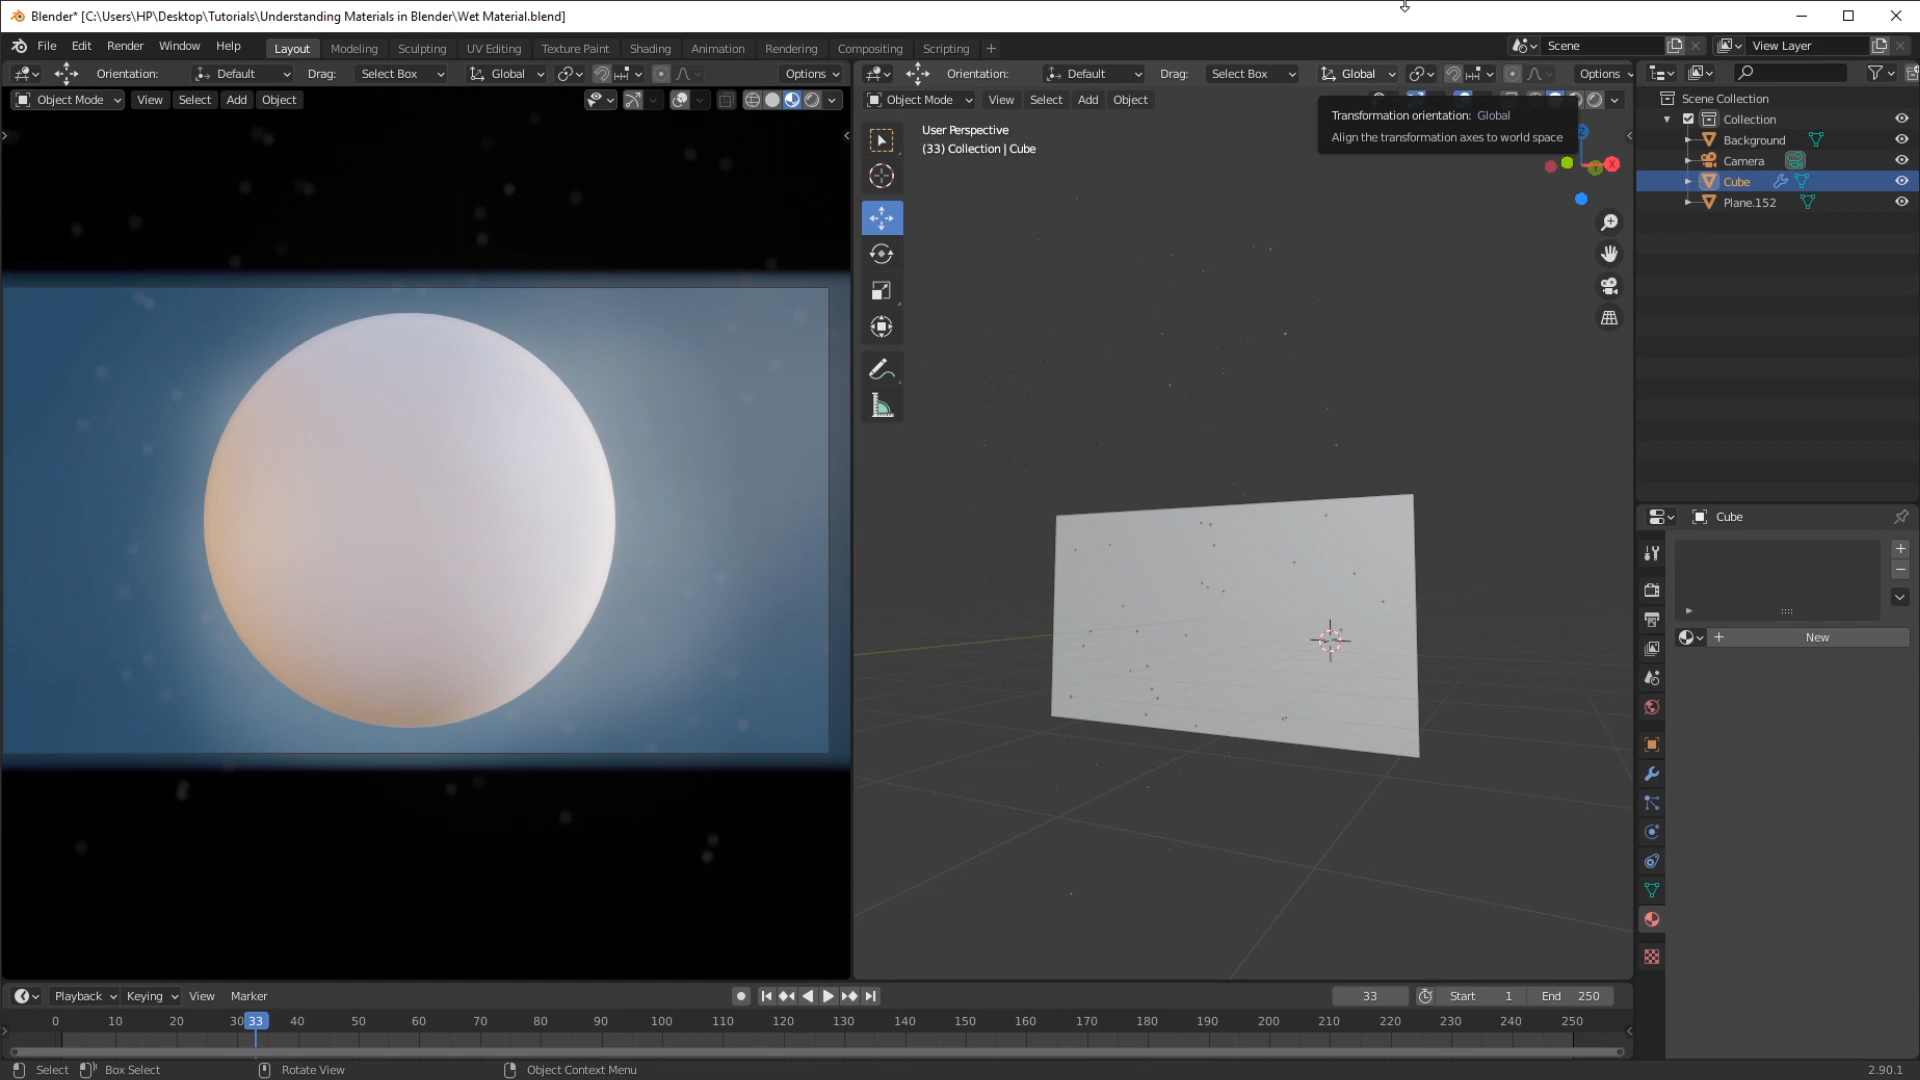 Blender* [C:\Users\HP\Desktop\Tutorials\Understanding Materials in Blender\Wet Material.blend]
File Edit Render Window Help Layout Modeling Sculpting UV Editing Texture Paint Shading Animation Rendering Compositing Scripting + Scene View Layer
Orientation: Default Drag: Select Box Global Options
Orientation: Default Drag: Select Box Global Options
Object Mode View Select Add Object
Object Mode View Select Add Object
Transformation orientation: Global
Align the transformation axes to world space
User Perspective
(33) Collection | Cube
Z
X
Y
Scene Collection
Collection
Background
Camera
Cube
Plane.152
Cube
+
−
+ New
Playback Keying View Marker 33 Start 1 End 250
0 10 20 30 33 40 50 60 70 80 90 100 110 120 130 140 150 160 170 180 190 200 210 220 230 240 250
Select Box Select Rotate View Object Context Menu 2.90.1